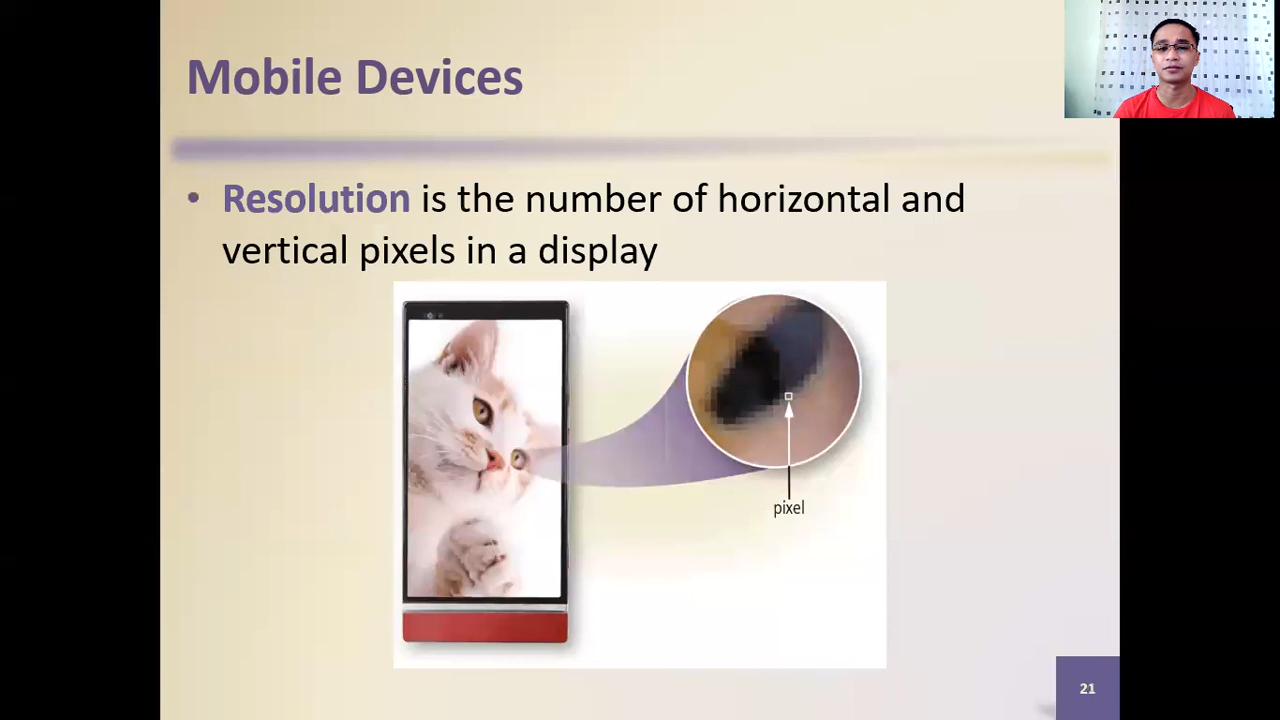 Mobile Devices
• Resolution is the number of horizontal and
vertical pixels in a display
pixel
21